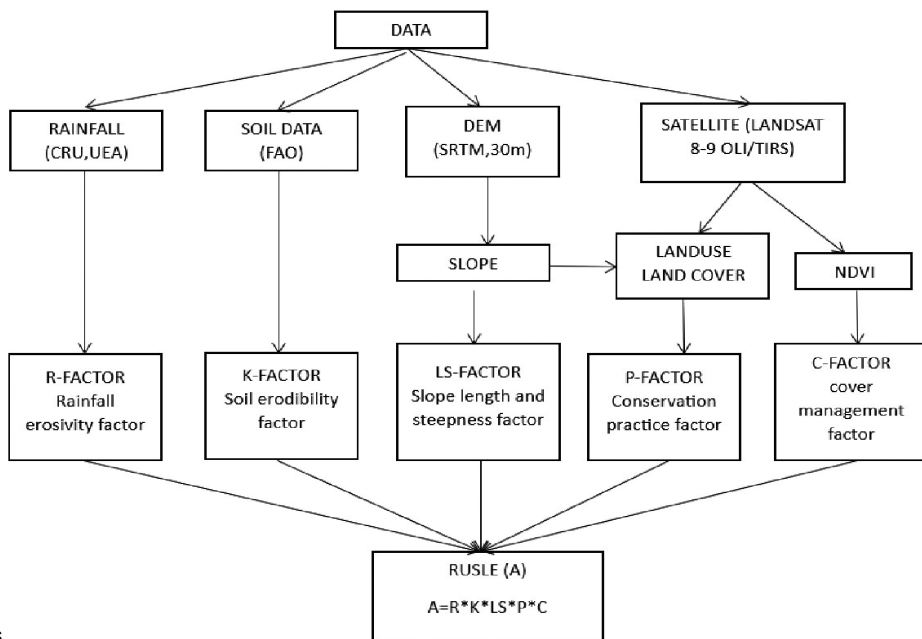 DATA
RAINFALL
(CRU,UEA)
SOIL DATA
(FAO)
DEM
(SRTM,30m)
SATELLITE (LANDSAT
8-9 OLI/TIRS)
SLOPE
LANDUSE
LAND COVER
NDVI
R-FACTOR
Rainfall
erosivity factor
K-FACTOR
Soil erodibility
factor
LS-FACTOR
Slope length and
steepness factor
P-FACTOR
Conservation
practice factor
C-FACTOR
cover
management
factor
RUSLE (A)
A=R*K*LS*P*C